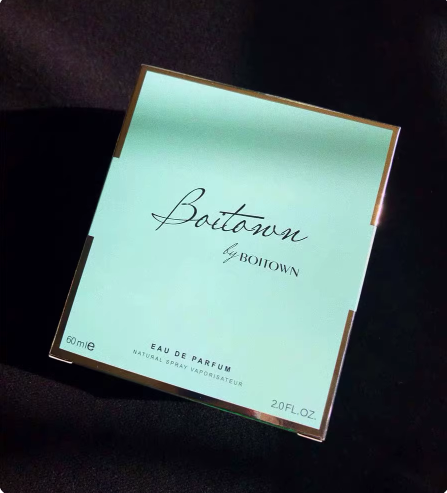 Boitown
by BOITOWN
EAU DE PARFUM
NATURAL SPRAY VAPORISATEUR
60 ml℮
2.0 FL.OZ.